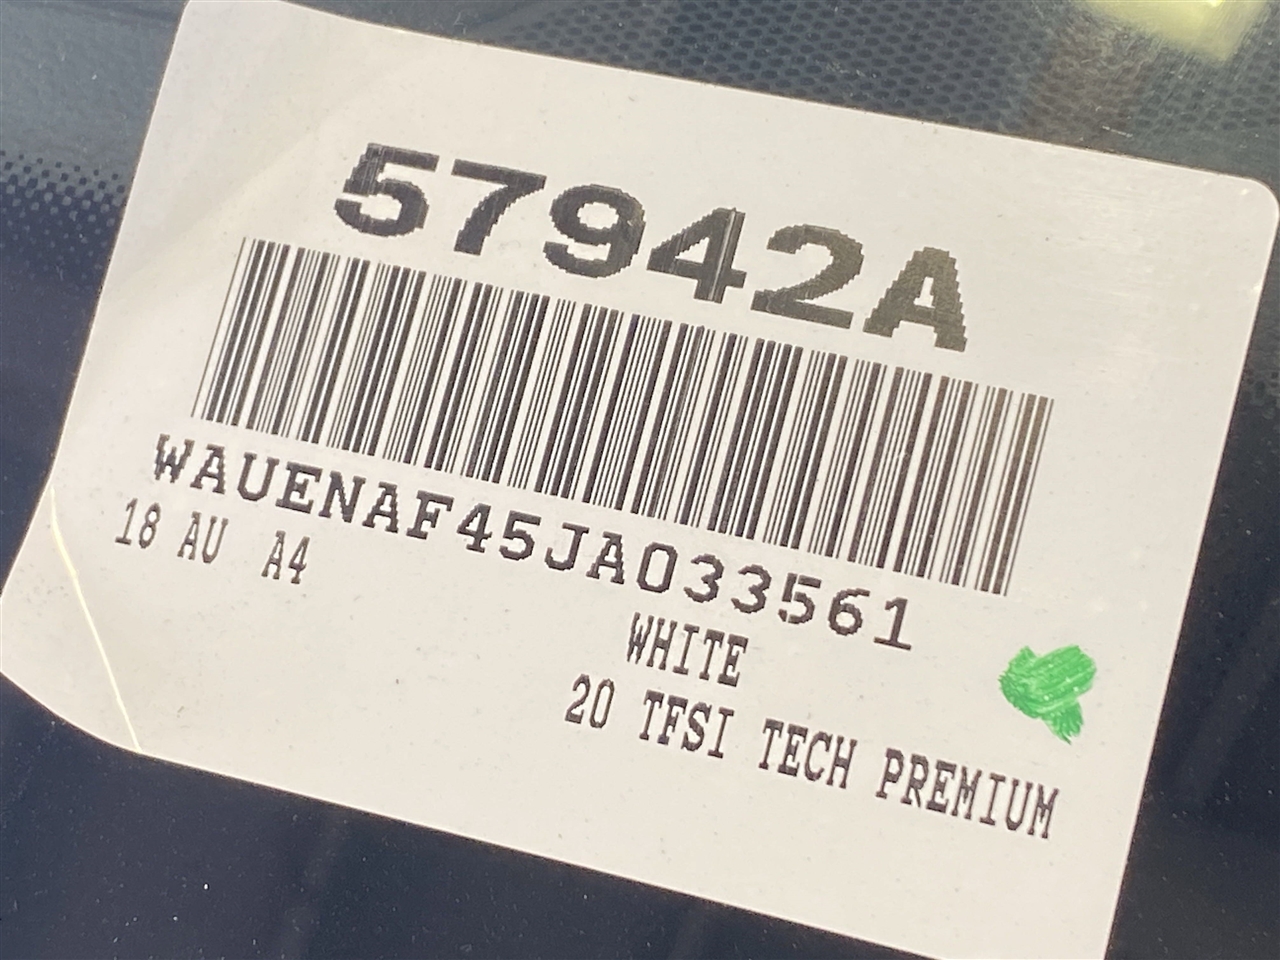 57942A
WAUENAF45JA033561
18 AU A4
WHITE
20 TFSI TECH PREMIUM